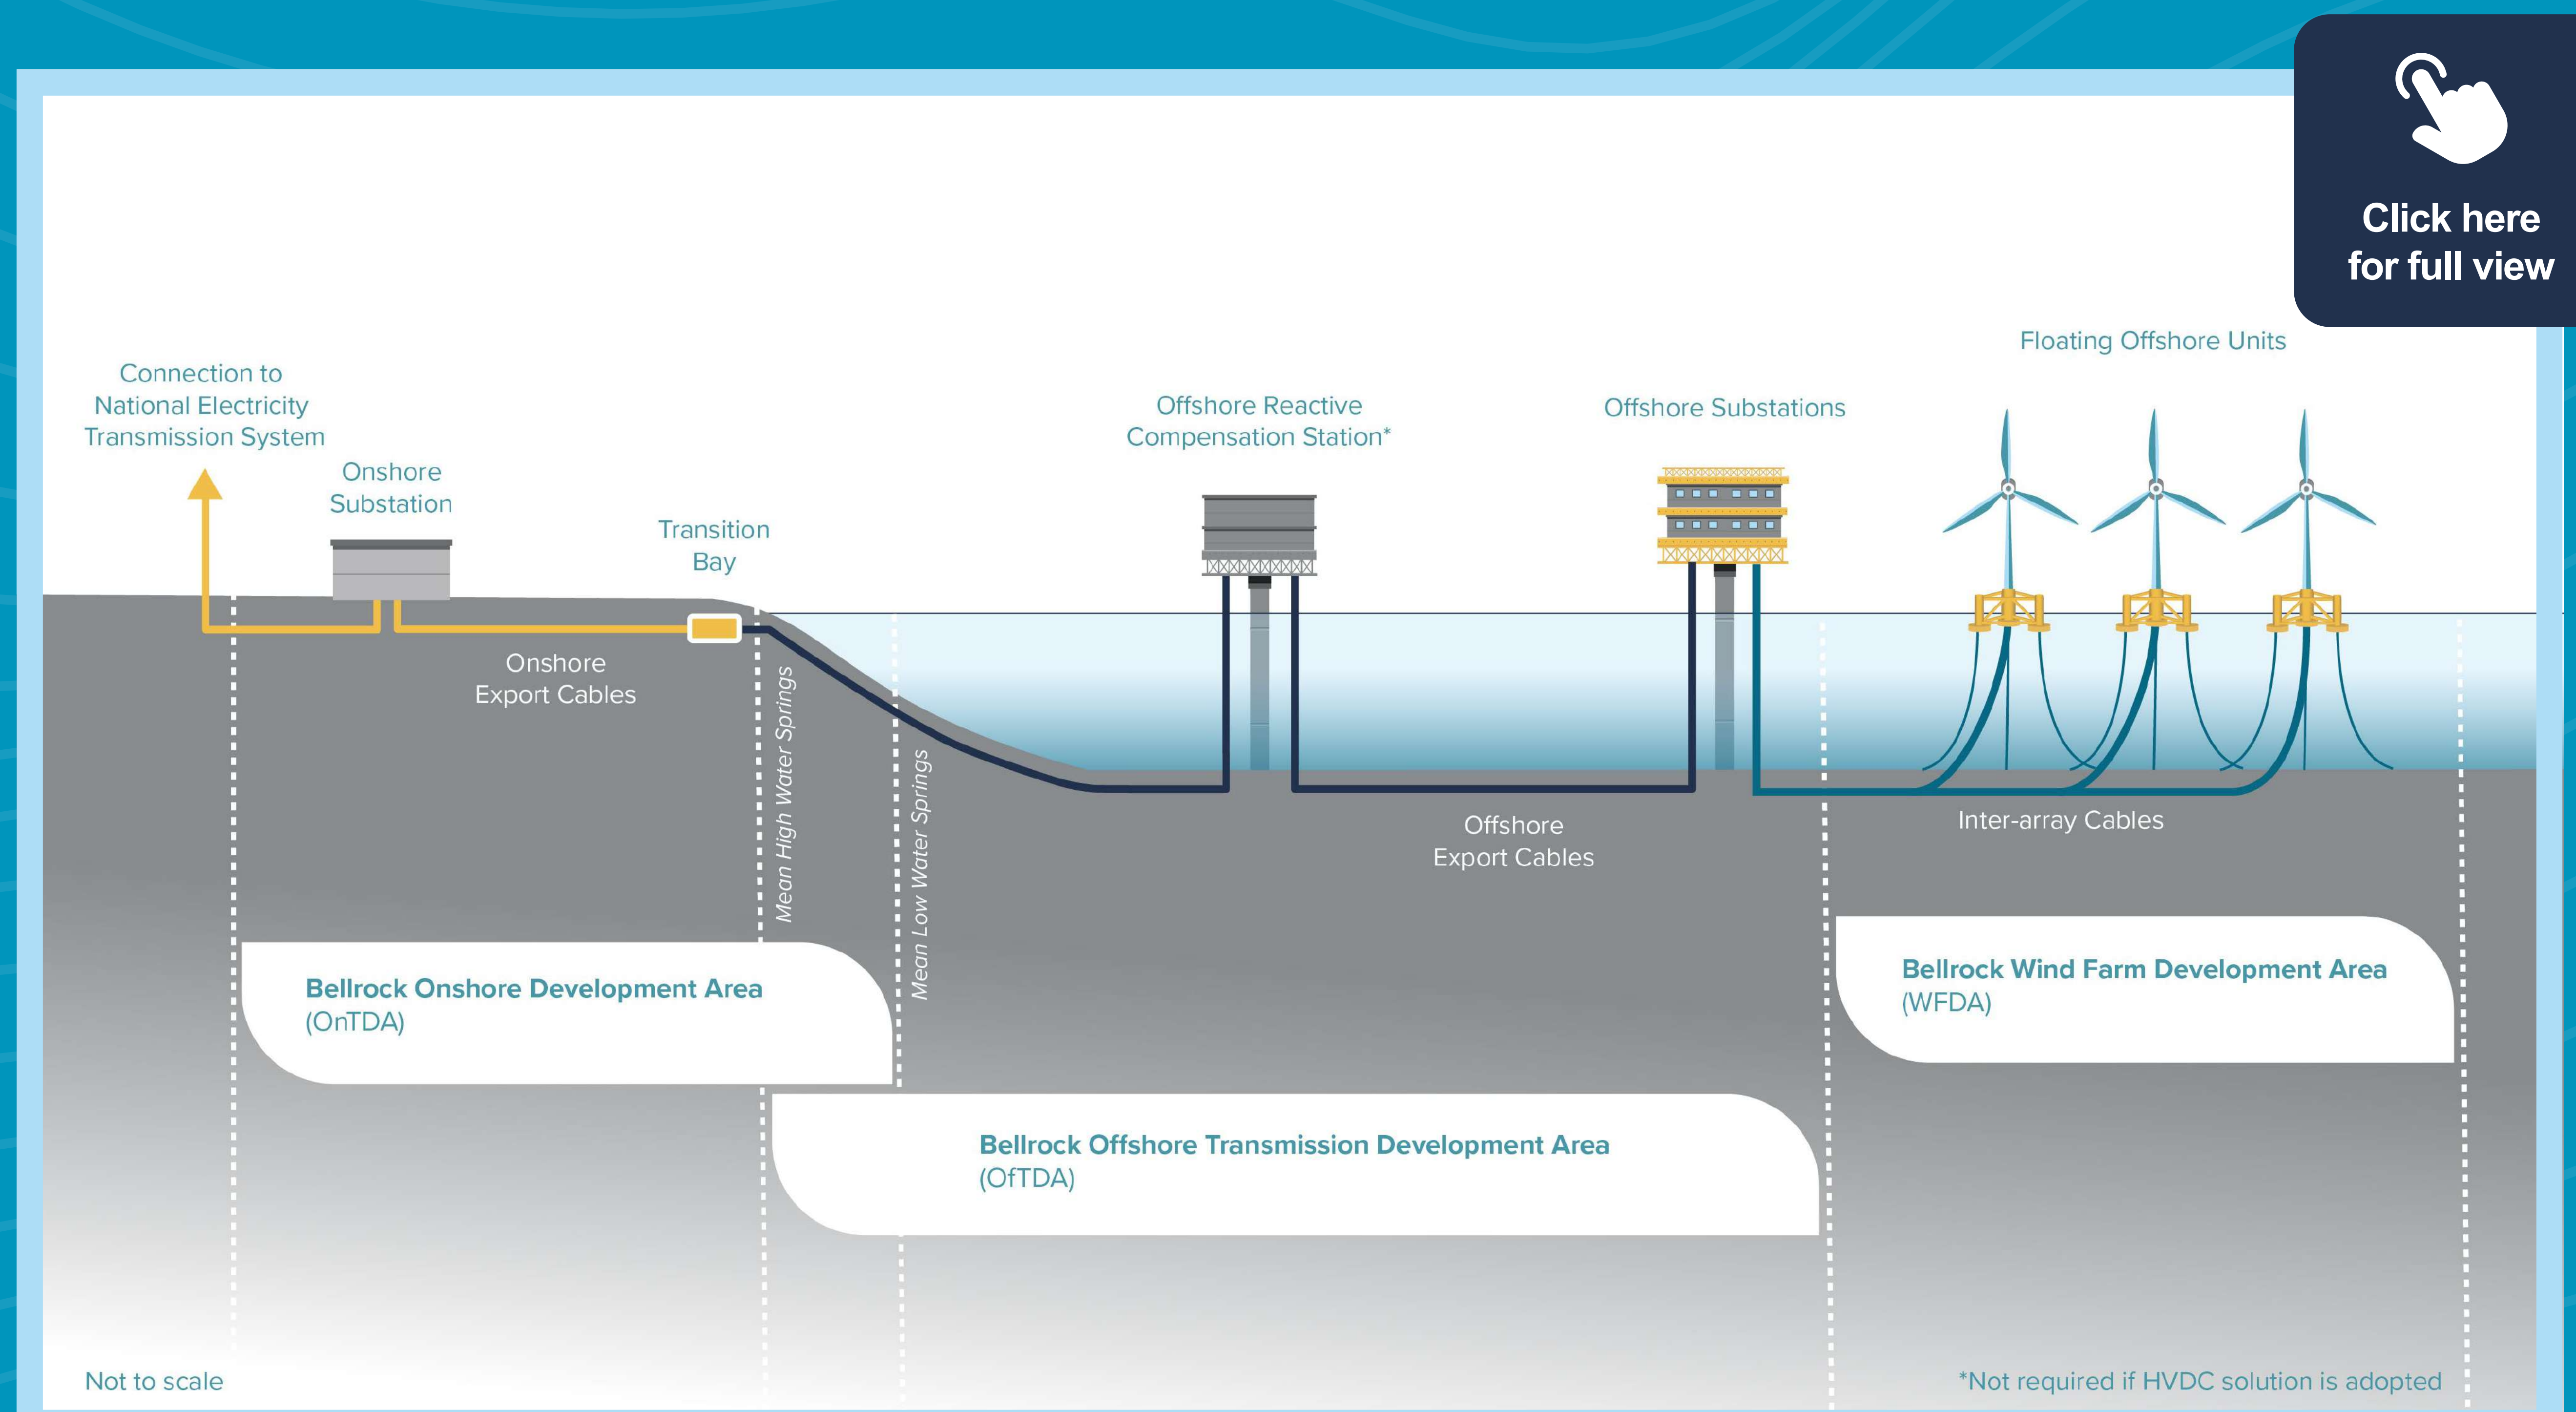 Click here
for full view
Floating Offshore Units
Connection to
National Electricity
Transmission System
Offshore Reactive
Compensation Station*
Offshore Substations
Onshore
Substation
Transition
Bay
Onshore
Export Cables
Mean High Water Springs
Mean Low Water Springs
Offshore
Export Cables
Inter-array Cables
Bellrock Onshore Development Area
(OnTDA)
Bellrock Wind Farm Development Area
(WFDA)
Bellrock Offshore Transmission Development Area
(OfTDA)
Not to scale
*Not required if HVDC solution is adopted